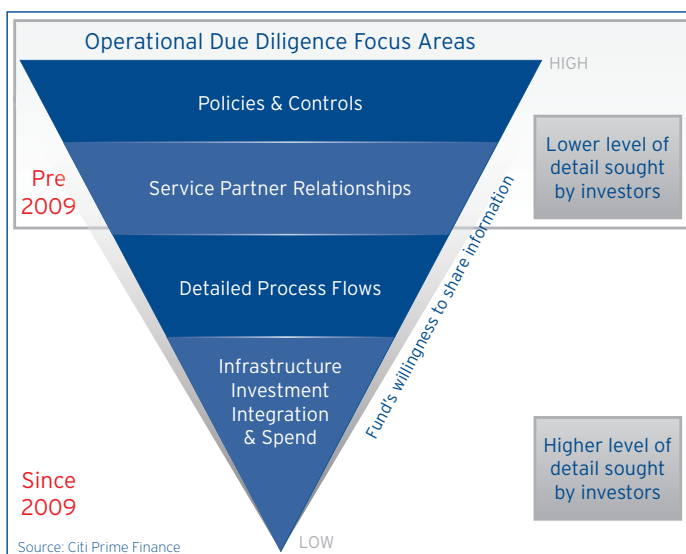 Operational Due Diligence Focus Areas
HIGH
Policies & Controls
Lower level of
detail sought
by investors
Pre
2009
Service Partner Relationships
Fund's willingness to share information
Detailed Process Flows
Infrastructure
Investment
Integration
& Spend
Higher level of
detail sought
by investors
Since
2009
LOW
Source: Citi Prime Finance